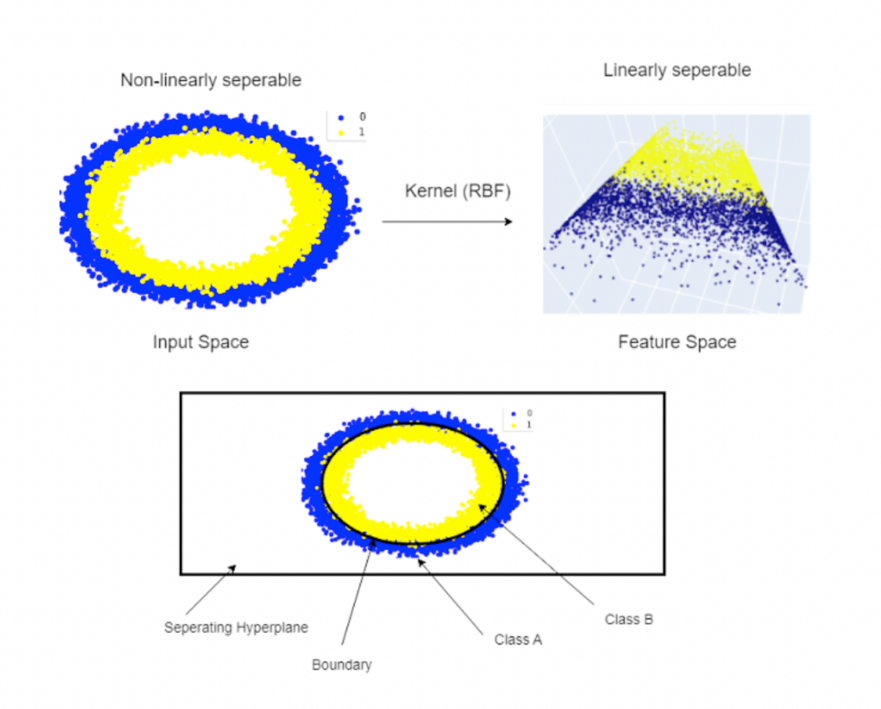 Non-linearly seperable
Linearly seperable
0
1
Kernel (RBF)
Input Space
Feature Space
0
1
Seperating Hyperplane
Class B
Class A
Boundary